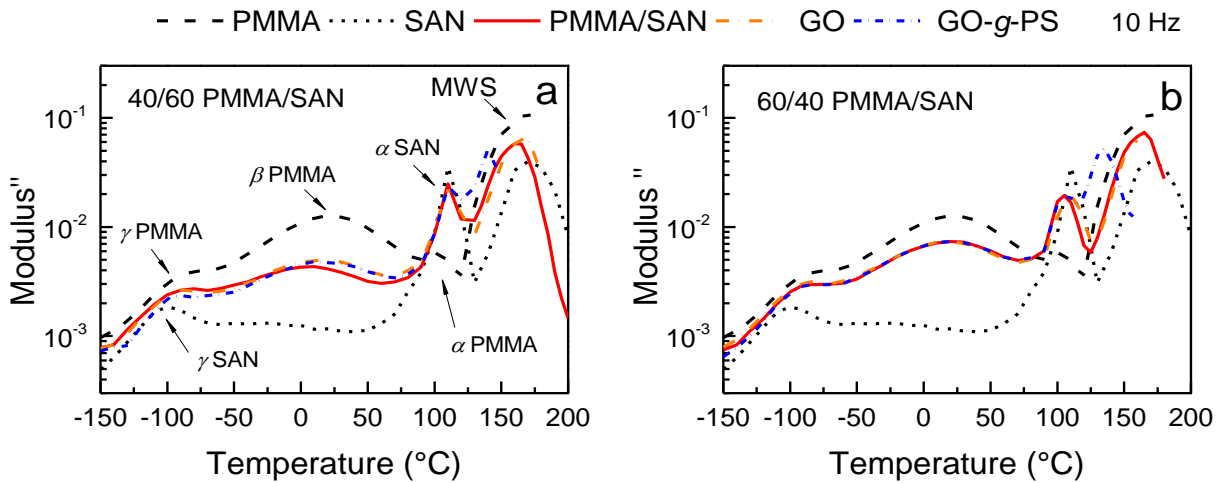 PMMA SAN PMMA/SAN GO GO-g-PS 10 Hz
40/60 PMMA/SAN
a
MWS
α SAN
β PMMA
γ PMMA
γ SAN
α PMMA
10⁻¹
10⁻²
10⁻³
Modulus''
-150 -100 -50 0 50 100 150 200
Temperature (°C)
60/40 PMMA/SAN
b
10⁻¹
10⁻²
10⁻³
Modulus''
-150 -100 -50 0 50 100 150 200
Temperature (°C)